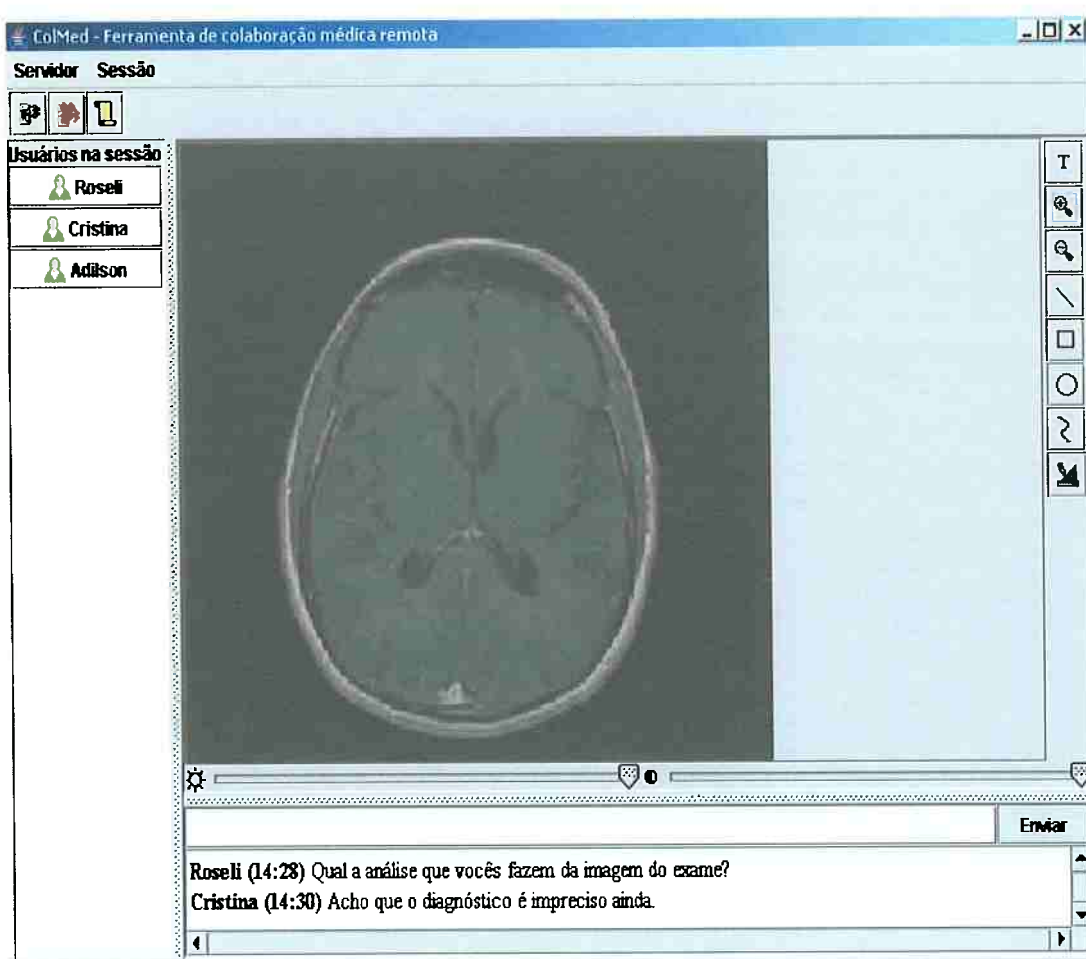 ColMed - Ferramenta de colaboração médica remota
Servidor Sessão
Usuários na sessão
Roseli
Cristina
Adilson
T
Enviar
Roseli (14:28) Qual a análise que vocês fazem da imagem do exame?
Cristina (14:30) Acho que o diagnóstico é impreciso ainda.